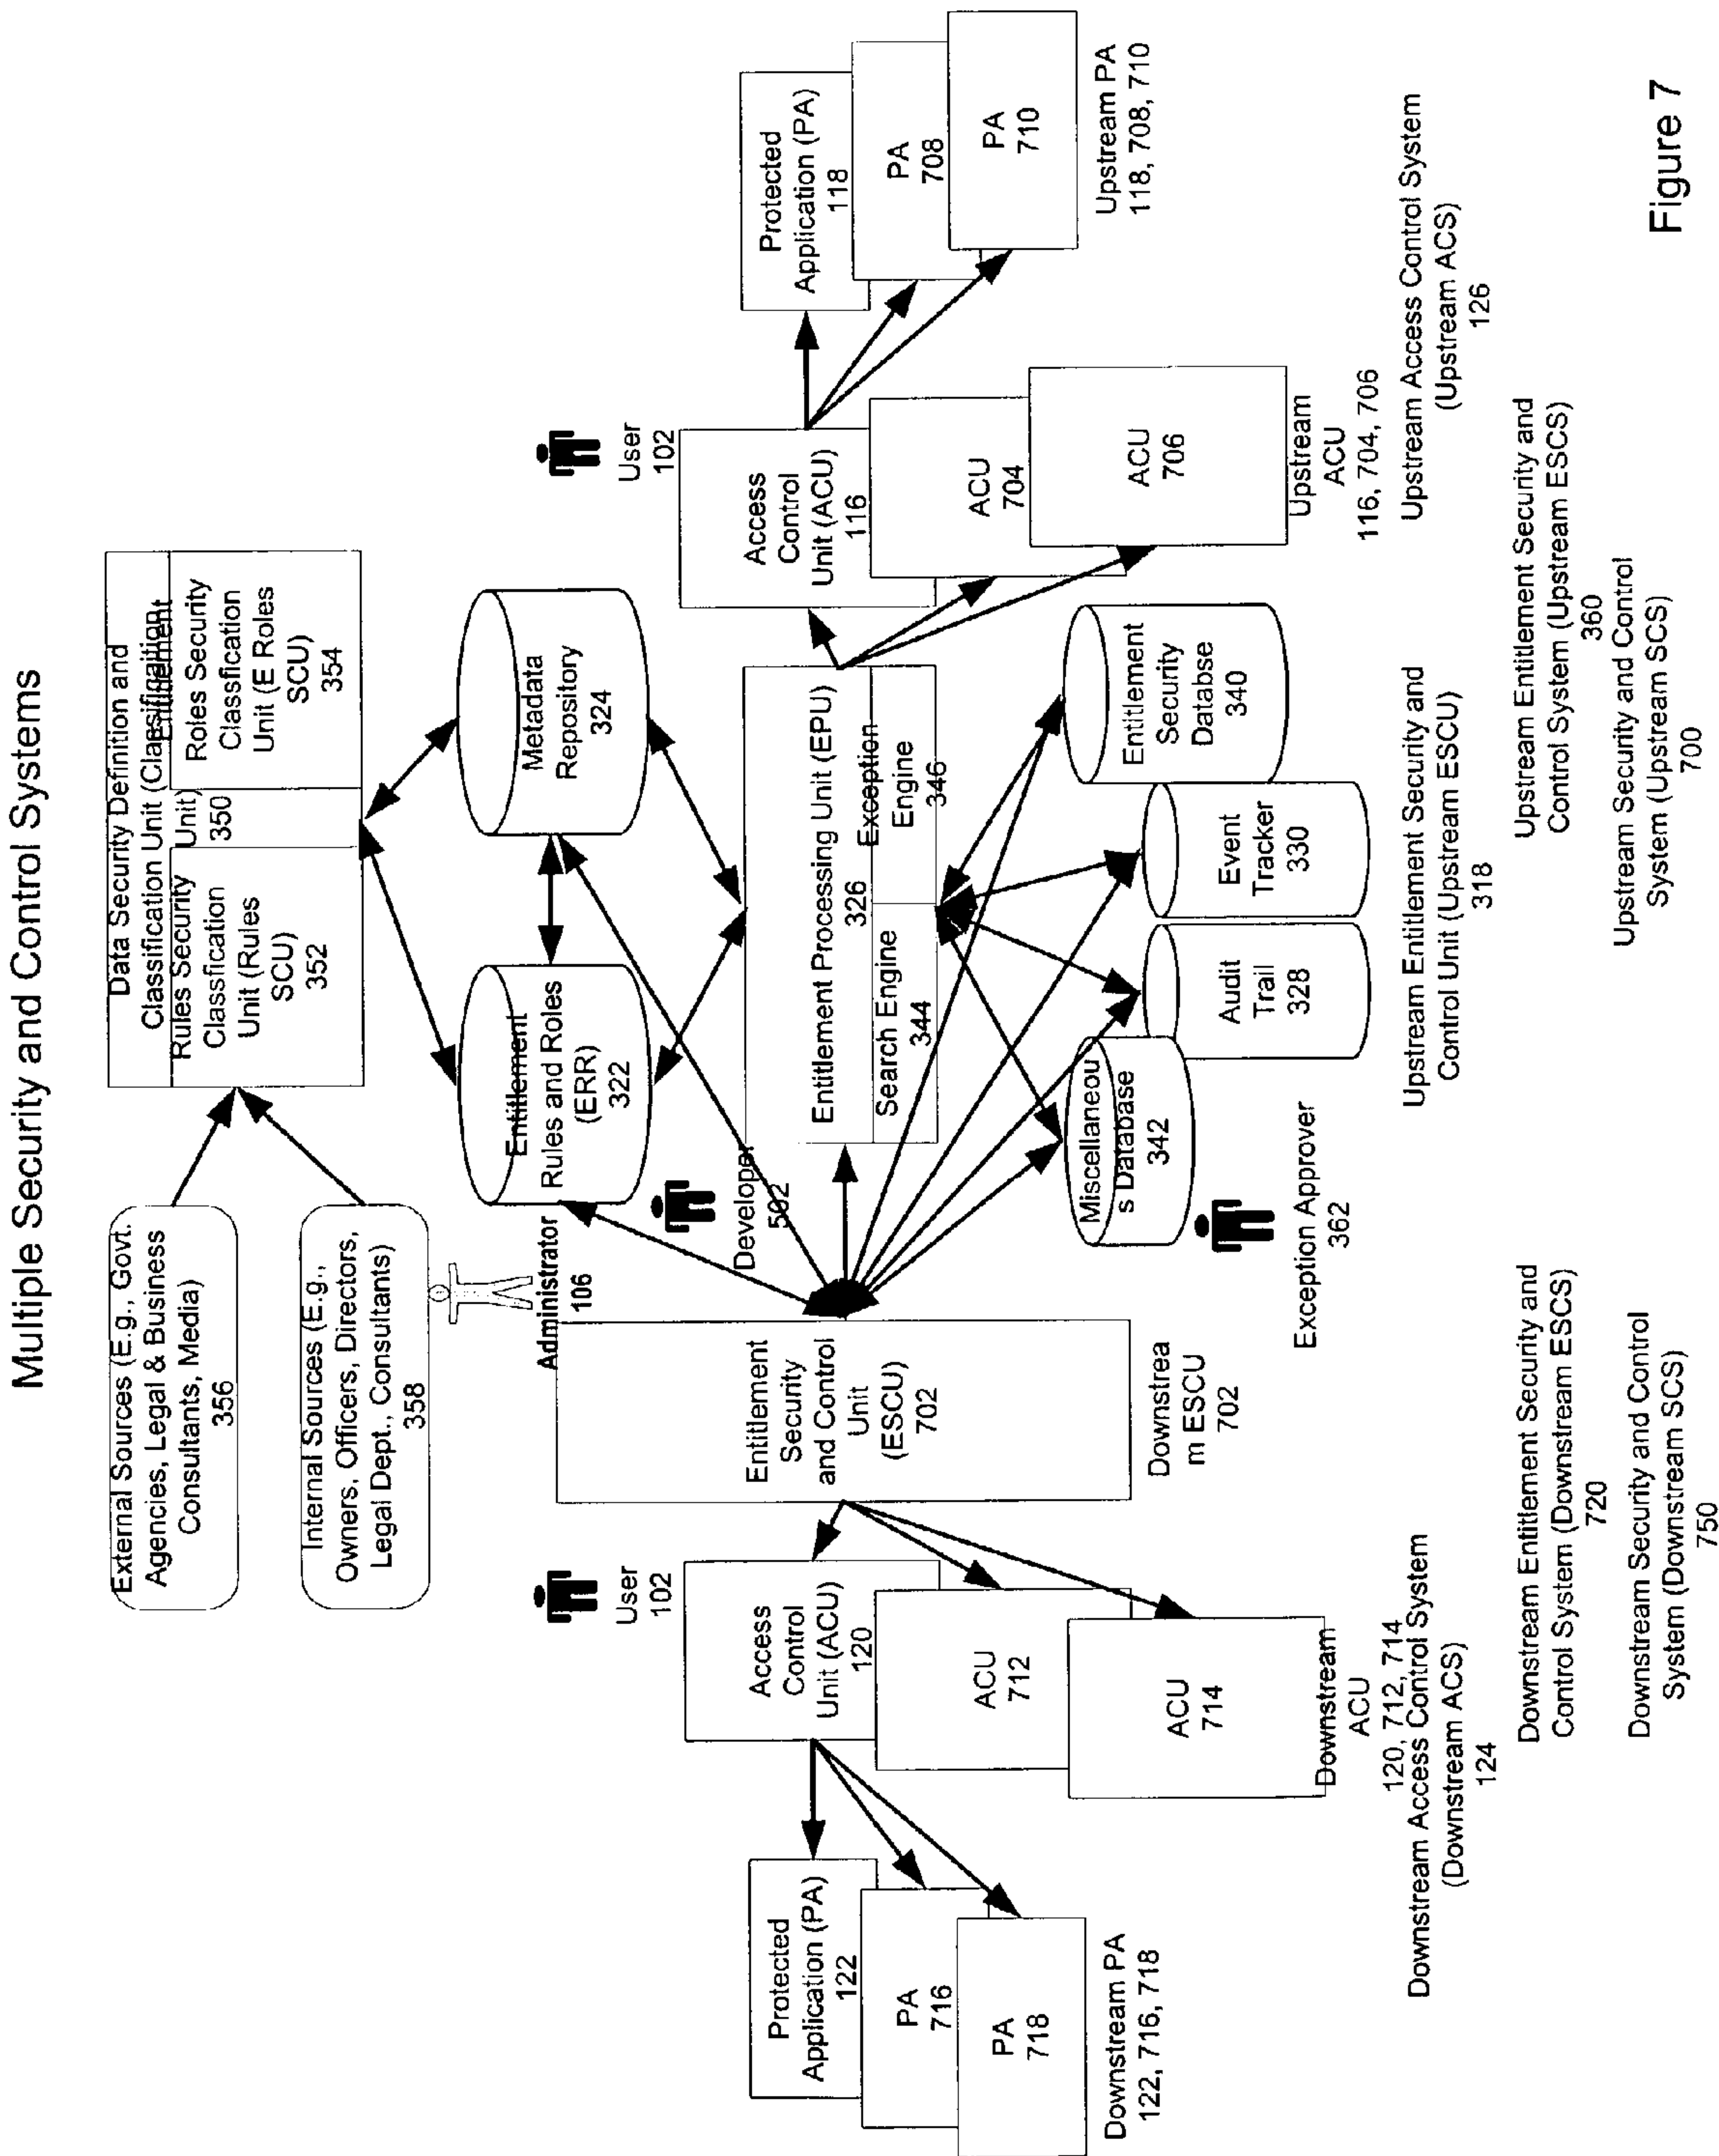 Multiple Security and Control Systems
External Sources (E.g., Govt.
Agencies, Legal & Business
Consultants, Media)
356
Internal Sources (E.g.,
Owners, Officers, Directors,
Legal Dept., Consultants)
358
Data Security Definition and
Classification Unit (Classification
Unit)
350
Rules Security
Classfication
Unit (Rules
SCU)
352
Entitlement
Roles Security
Classfication
Unit (E Roles
SCU)
354
Administrator
106
Developer
502
Entitlement
Rules and Roles
(ERR)
322
Metadata
Repository
324
User
102
User
102
Protected
Application (PA)
122
PA
716
PA
718
Downstream PA
122, 716, 718
Access
Control
Unit (ACU)
120
ACU
712
ACU
714
Downstream
ACU
120, 712, 714
Downstream Access Control System
(Downstream ACS)
124
Entitlement
Security
and Control
Unit
(ESCU)
702
Downstrea
m ESCU
702
Entitlement Processing Unit (EPU)
326
Search Engine
344
Exception
Engine
346
Miscellaneou
s Database
342
Audit
Trail
328
Event
Tracker
330
Entitlement
Security
Databse
340
Exception Approver
362
Access
Control
Unit (ACU)
116
ACU
704
ACU
706
Upstream
ACU
116, 704, 706
Protected
Application (PA)
118
PA
708
PA
710
Upstream PA
118, 708, 710
Upstream Access Control System
(Upstream ACS)
126
Upstream Entitlement Security and
Control Unit (Upstream ESCU)
318
Downstream Entitlement Security and
Control System (Downstream ESCS)
720
Upstream Entitlement Security and
Control System (Upstream ESCS)
360
Downstream Security and Control
System (Downstream SCS)
750
Upstream Security and Control
System (Upstream SCS)
700
Figure 7